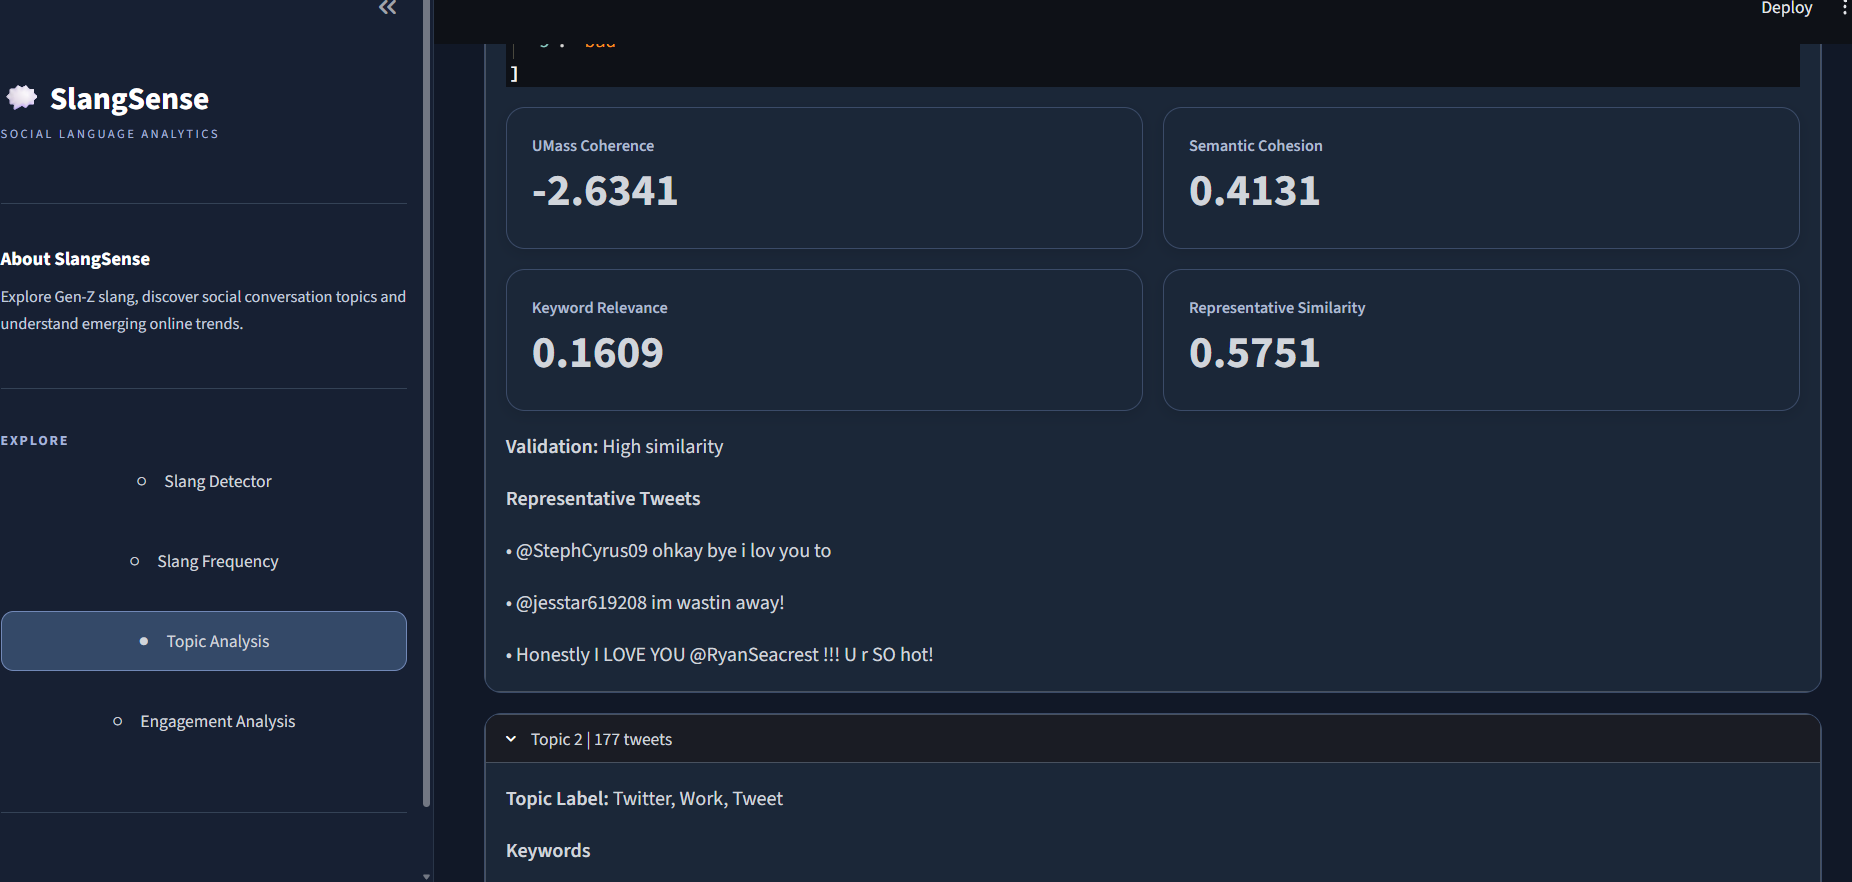 Deploy
SlangSense
SOCIAL LANGUAGE ANALYTICS
About SlangSense
Explore Gen-Z slang, discover social conversation topics and
understand emerging online trends.
EXPLORE
Slang Detector
Slang Frequency
Topic Analysis
Engagement Analysis
]
UMass Coherence
-2.6341
Semantic Cohesion
0.4131
Keyword Relevance
0.1609
Representative Similarity
0.5751
Validation: High similarity
Representative Tweets
• @StephCyrus09 ohkay bye i lov you to
• @jesstar619208 im wastin away!
• Honestly I LOVE YOU @RyanSeacrest !!! U r SO hot!
Topic 2 | 177 tweets
Topic Label: Twitter, Work, Tweet
Keywords